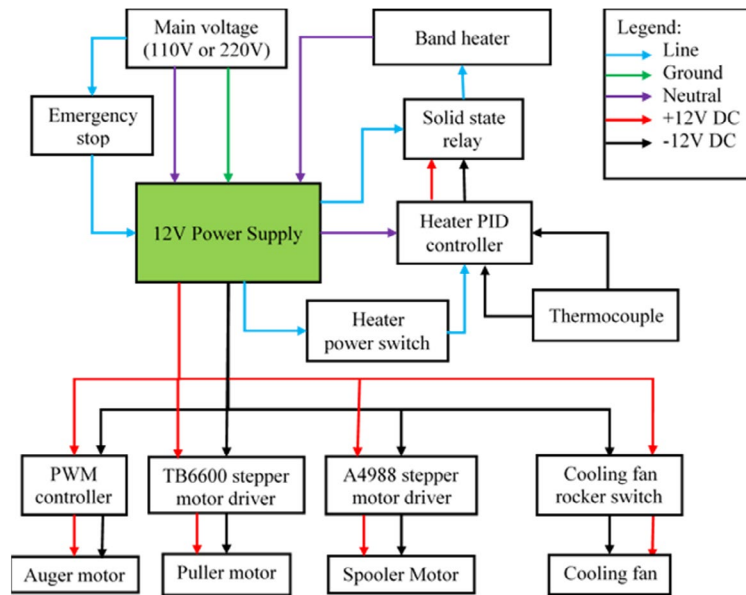 Main voltage
(110V or 220V)
Band heater
Legend:
Line
Ground
Neutral
+12V DC
-12V DC
Emergency
stop
Solid state
relay
12V Power Supply
Heater PID
controller
Heater
power switch
Thermocouple
PWM
controller
TB6600 stepper
motor driver
A4988 stepper
motor driver
Cooling fan
rocker switch
Auger motor
Puller motor
Spooler Motor
Cooling fan